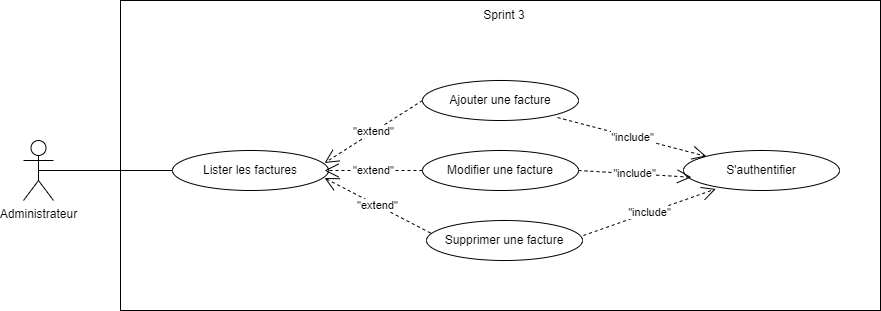 Sprint 3
Ajouter une facture
"extend"
"include"
Administrateur
Lister les factures
"extend"
Modifier une facture
"include"
S'authentifier
"extend"
Supprimer une facture
"include"